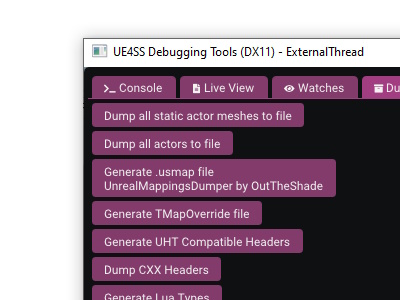 UE4SS Debugging Tools (DX11) - ExternalThread
Console Live View Watches
Dump all static actor meshes to file
Dump all actors to file
Generate .usmap file
UnrealMappingsDumper by OutTheShade
Generate TMapOverride file
Generate UHT Compatible Headers
Dump CXX Headers
Generate Lua Types